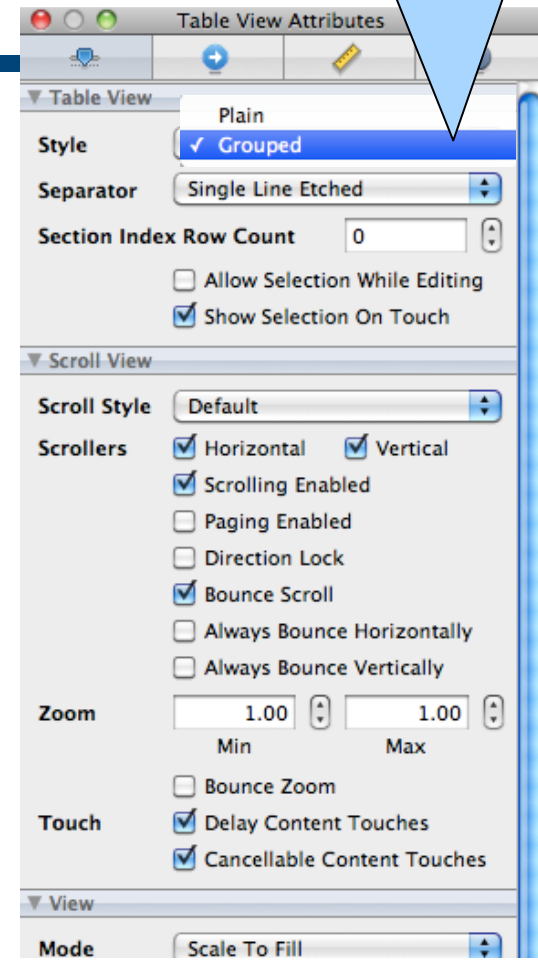 Table View Attributes
Table View
Plain
Style ✓ Grouped
Separator Single Line Etched
Section Index Row Count 0
Allow Selection While Editing
Show Selection On Touch
Scroll View
Scroll Style Default
Scrollers Horizontal Vertical
Scrolling Enabled
Paging Enabled
Direction Lock
Bounce Scroll
Always Bounce Horizontally
Always Bounce Vertically
Zoom 1.00 1.00
Min Max
Bounce Zoom
Touch Delay Content Touches
Cancellable Content Touches
View
Mode Scale To Fill